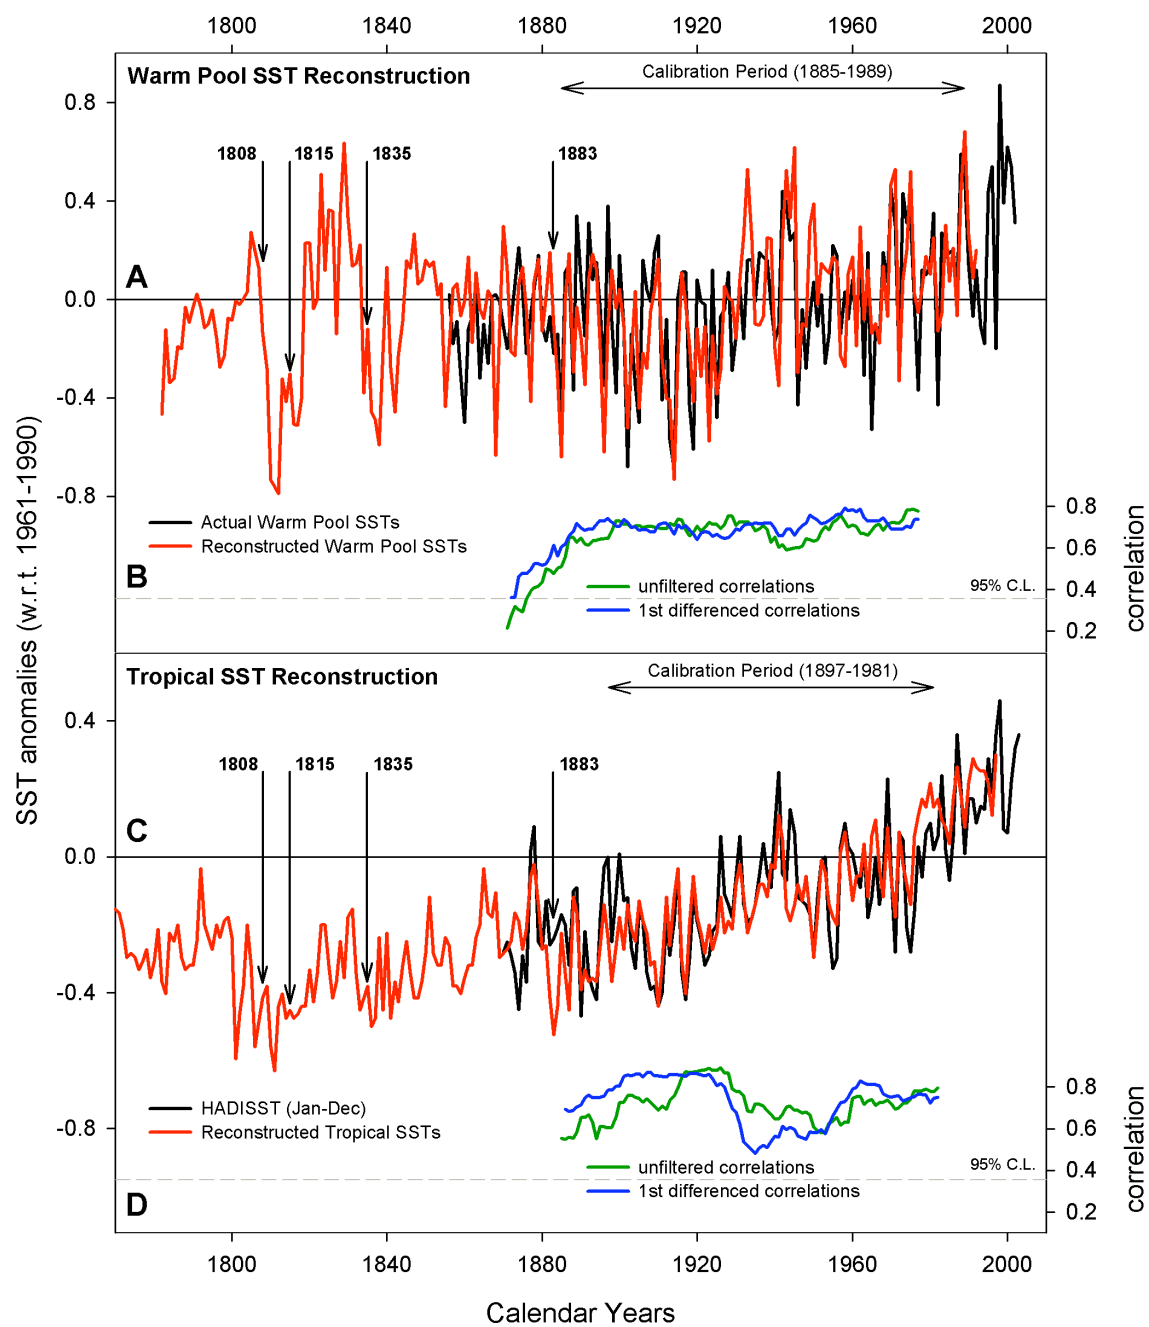 1800 1840 1880 1920 1960 2000
Warm Pool SST Reconstruction
Calibration Period (1885-1989)
0.8
1808 1815 1835 1883
0.4
A
0.0
-0.4
-0.8
0.8
Actual Warm Pool SSTs
Reconstructed Warm Pool SSTs
0.6
B
unfiltered correlations
95% C.L.
0.4
1st differenced correlations
0.2
correlation
SST anomalies (w.r.t. 1961-1990)
Tropical SST Reconstruction
Calibration Period (1897-1981)
0.4
1808 1815 1835 1883
C
0.0
-0.4
0.8
HADISST (Jan-Dec)
Reconstructed Tropical SSTs
-0.8
0.6
unfiltered correlations
95% C.L.
0.4
1st differenced correlations
D
0.2
correlation
1800 1840 1880 1920 1960 2000
Calendar Years